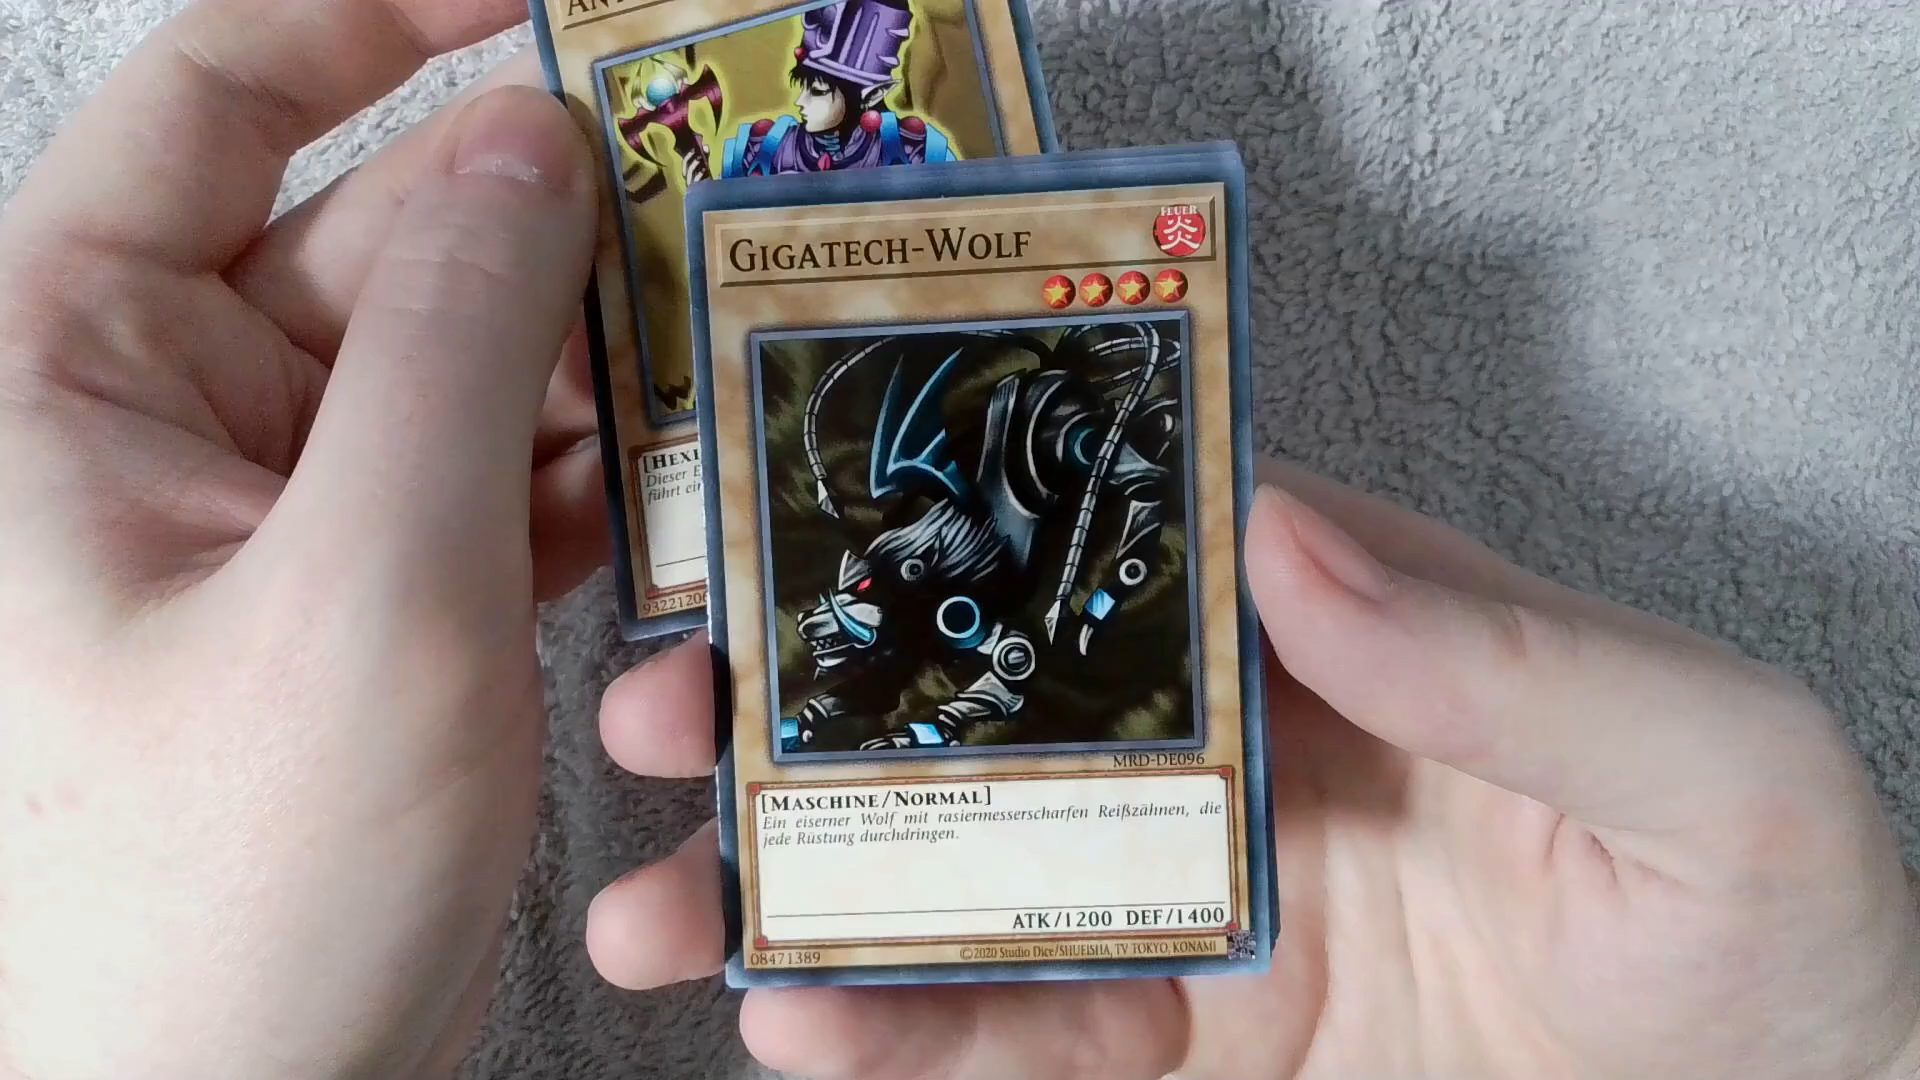 [HEXE
Dieser E
führt ein
9322120
GIGATECH-WOLF
FEUER
炎
MRD-DE096
[MASCHINE/NORMAL]
Ein eiserner Wolf mit rasiermesserscharfen Reißzähnen, die
jede Rüstung durchdringen.
ATK/1200 DEF/1400
08471389
©2020 Studio Dice/SHUEISHA, TV TOKYO, KONAMI